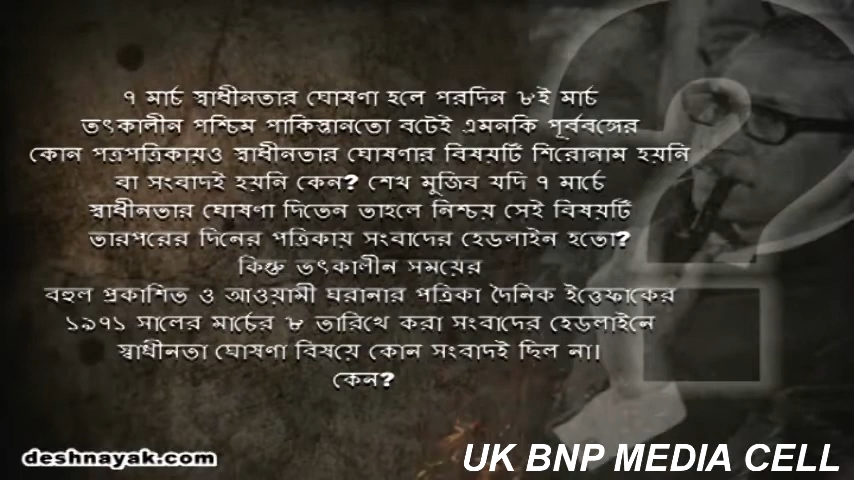 ৭ মার্চ স্বাধীনতার ঘোষণা হলে পরদিন ৮ই মার্চ
তৎকালীন পশ্চিম পাকিস্তানতো বটেই এমনকি পূর্ববঙ্গের
কোন পত্রপত্রিকায়ও স্বাধীনতার ঘোষণার বিষয়টি শিরোনাম হয়নি
বা সংবাদই হয়নি কেন? শেখ মুজিব যদি ৭ মার্চে
স্বাধীনতার ঘোষণা দিতেন তাহলে নিশ্চয় সেই বিষয়টি
তারপরের দিনের পত্রিকায় সংবাদের হেডলাইন হতো?
কিন্তু তৎকালীন সময়ের
বহুল প্রকাশিত ও আওয়ামী ঘরানার পত্রিকা দৈনিক ইত্তেফাকের
১৯৭১ সালের মার্চের ৮ তারিখে করা সংবাদের হেডলাইনে
স্বাধীনতা ঘোষণা বিষয়ে কোন সংবাদই ছিল না।
কেন?
deshnayak.com
UK BNP MEDIA CELL